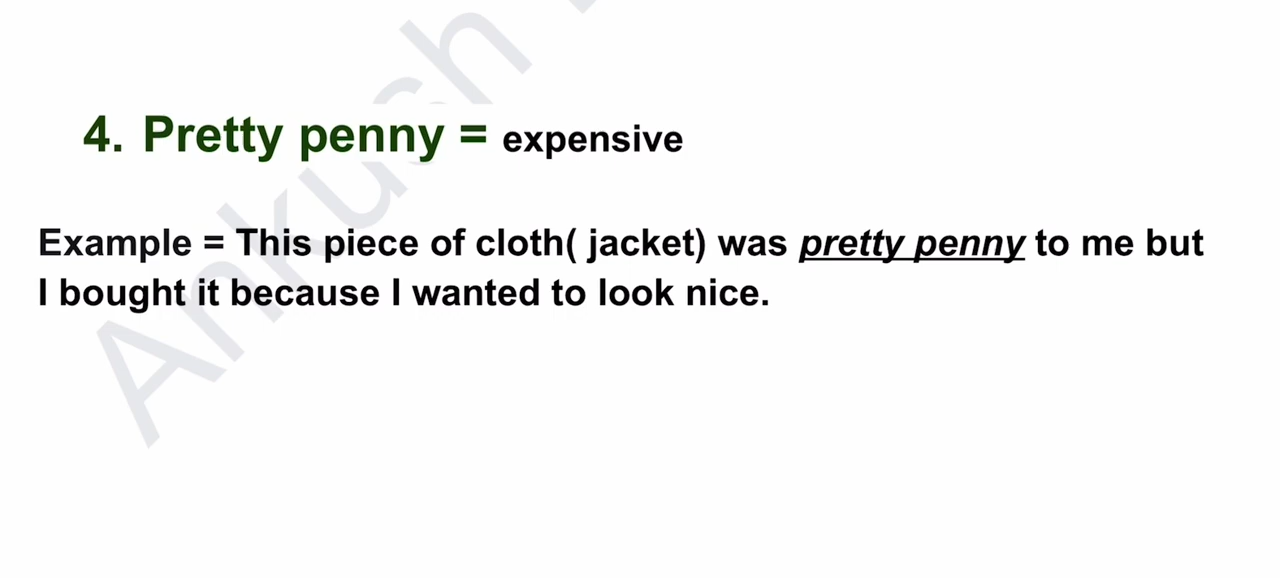 4. Pretty penny = expensive
Example = This piece of cloth( jacket) was pretty penny to me but
I bought it because I wanted to look nice.
Ankush